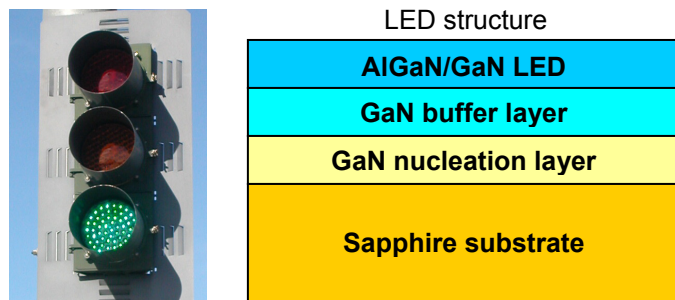 LED structure
AlGaN/GaN LED
GaN buffer layer
GaN nucleation layer
Sapphire substrate